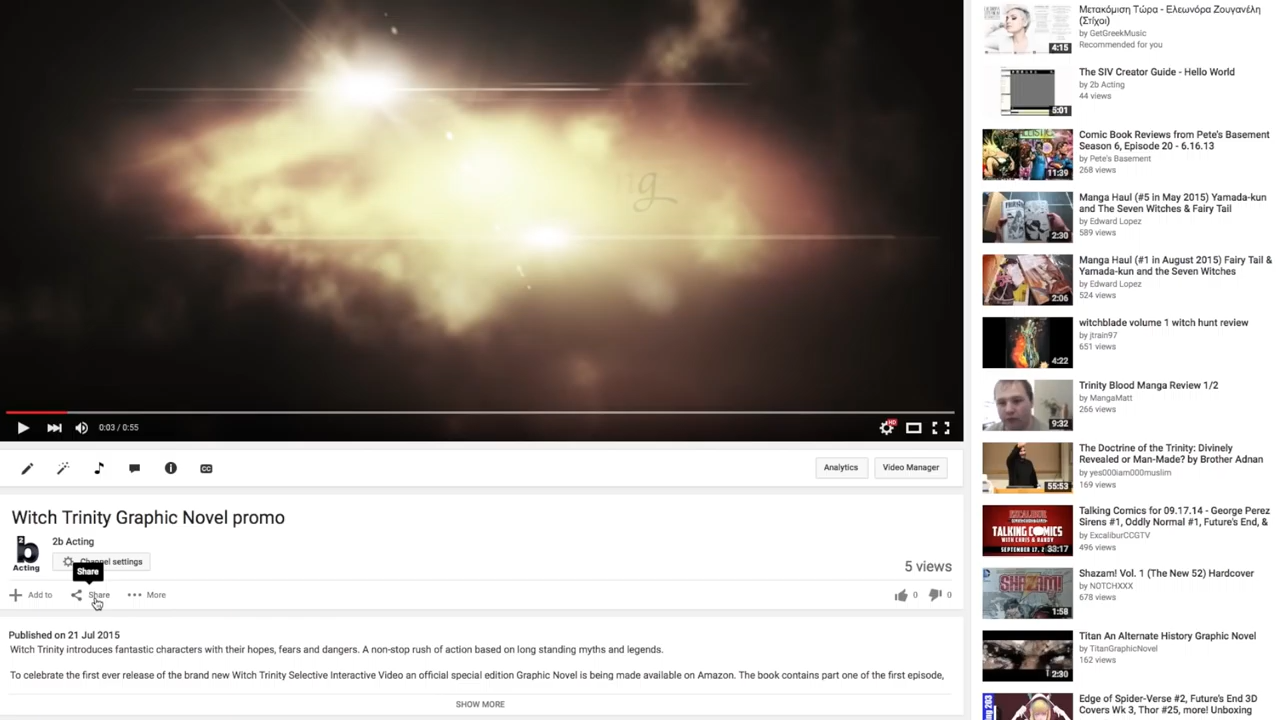 g
0:03 / 0:55
HD
Analytics
Video Manager
Witch Trinity Graphic Novel promo
2b
Acting
2b Acting
Channel settings
Share
5 views
Add to
Share
More
0
0
Published on 21 Jul 2015
Witch Trinity introduces fantastic characters with their hopes, fears and dangers. A non-stop rush of action based on long standing myths and legends.
To celebrate the first ever release of the brand new Witch Trinity Selective Interactive Video an official special edition Graphic Novel is being made available on Amazon. The book contains part one of the first episode,
SHOW MORE
Μετακόμιση Τώρα - Ελεωνόρα Ζουγανέλη
(Στίχοι)
by GetGreekMusic
Recommended for you
4:15
The SIV Creator Guide - Hello World
by 2b Acting
44 views
5:01
Comic Book Reviews from Pete's Basement
Season 6, Episode 20 - 6.16.13
by Pete's Basement
268 views
11:39
Manga Haul (#5 in May 2015) Yamada-kun
and The Seven Witches & Fairy Tail
by Edward Lopez
589 views
2:30
Manga Haul (#1 in August 2015) Fairy Tail &
Yamada-kun and the Seven Witches
by Edward Lopez
524 views
2:06
witchblade volume 1 witch hunt review
by jtrain97
651 views
4:22
Trinity Blood Manga Review 1/2
by MangaMatt
266 views
9:32
The Doctrine of the Trinity: Divinely
Revealed or Man-Made? by Brother Adnan
by yes000iam000muslim
169 views
55:53
EXCALIBUR
TALKING COMICS
WITH CHRIS & RANDY
Talking Comics for 09.17.14 - George Perez
Sirens #1, Oddly Normal #1, Future's End, &
by ExcaliburCCGTV
496 views
33:17
SHAZAM!
Shazam! Vol. 1 (The New 52) Hardcover
by NOTCHXXX
678 views
1:58
Titan An Alternate History Graphic Novel
by TitanGraphicNovel
162 views
2:30
Edge of Spider-Verse #2, Future's End 3D
Covers Wk 3, Thor #25, more! Unboxing